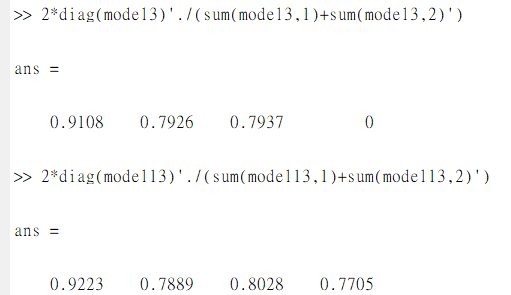 >> 2*diag(model3)'./(sum(model3,1)+sum(model3,2)')
ans =
0.9108 0.7926 0.7937 0
>> 2*diag(model13)'./(sum(model13,1)+sum(model13,2)')
ans =
0.9223 0.7889 0.8028 0.7705